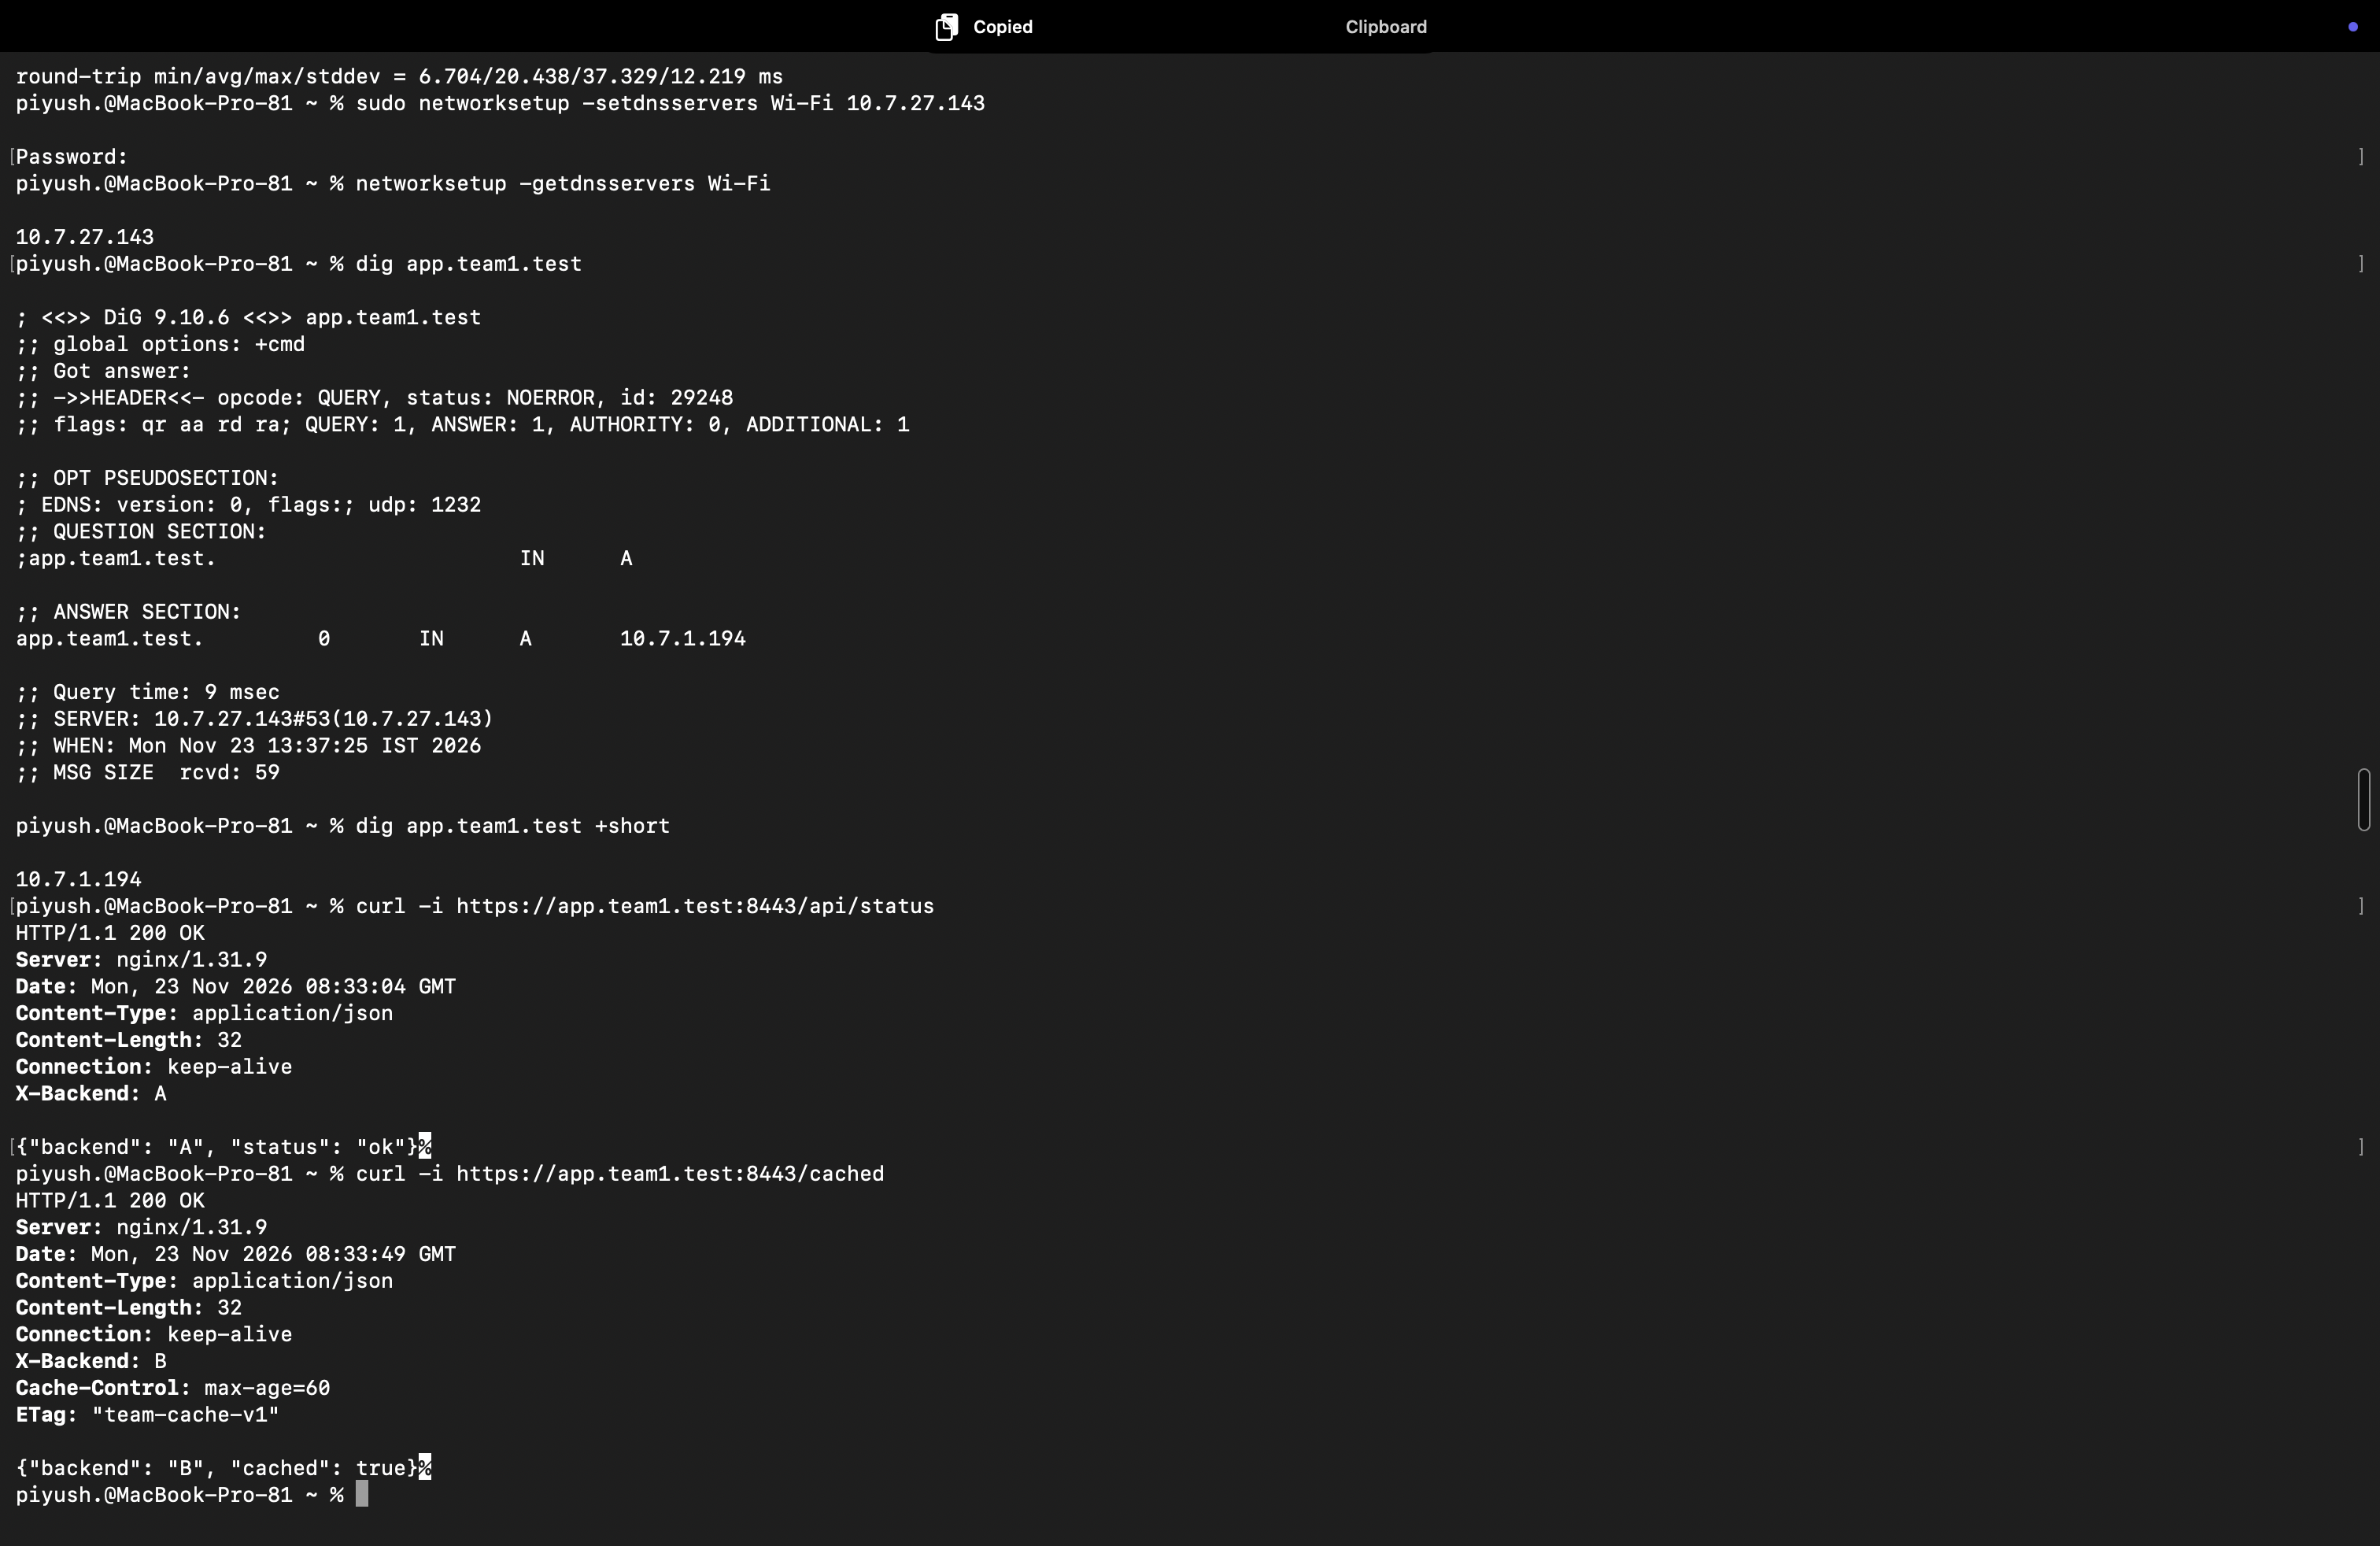 Copied Clipboard
round-trip min/avg/max/stddev = 6.704/20.438/37.329/12.219 ms
piyush.@MacBook-Pro-81 ~ % sudo networksetup -setdnsservers Wi-Fi 10.7.27.143
[Password: ]
piyush.@MacBook-Pro-81 ~ % networksetup -getdnsservers Wi-Fi
10.7.27.143
[piyush.@MacBook-Pro-81 ~ % dig app.team1.test ]
; <<>> DiG 9.10.6 <<>> app.team1.test
;; global options: +cmd
;; Got answer:
;; ->>HEADER<<- opcode: QUERY, status: NOERROR, id: 29248
;; flags: qr aa rd ra; QUERY: 1, ANSWER: 1, AUTHORITY: 0, ADDITIONAL: 1
;; OPT PSEUDOSECTION:
; EDNS: version: 0, flags:; udp: 1232
;; QUESTION SECTION:
;app.team1.test. IN A
;; ANSWER SECTION:
app.team1.test. 0 IN A 10.7.1.194
;; Query time: 9 msec
;; SERVER: 10.7.27.143#53(10.7.27.143)
;; WHEN: Mon Nov 23 13:37:25 IST 2026
;; MSG SIZE  rcvd: 59
piyush.@MacBook-Pro-81 ~ % dig app.team1.test +short
10.7.1.194
[piyush.@MacBook-Pro-81 ~ % curl -i https://app.team1.test:8443/api/status ]
HTTP/1.1 200 OK
Server: nginx/1.31.9
Date: Mon, 23 Nov 2026 08:33:04 GMT
Content-Type: application/json
Content-Length: 32
Connection: keep-alive
X-Backend: A
[{"backend": "A", "status": "ok"}% ]
piyush.@MacBook-Pro-81 ~ % curl -i https://app.team1.test:8443/cached
HTTP/1.1 200 OK
Server: nginx/1.31.9
Date: Mon, 23 Nov 2026 08:33:49 GMT
Content-Type: application/json
Content-Length: 32
Connection: keep-alive
X-Backend: B
Cache-Control: max-age=60
ETag: "team-cache-v1"
{"backend": "B", "cached": true}%
piyush.@MacBook-Pro-81 ~ %